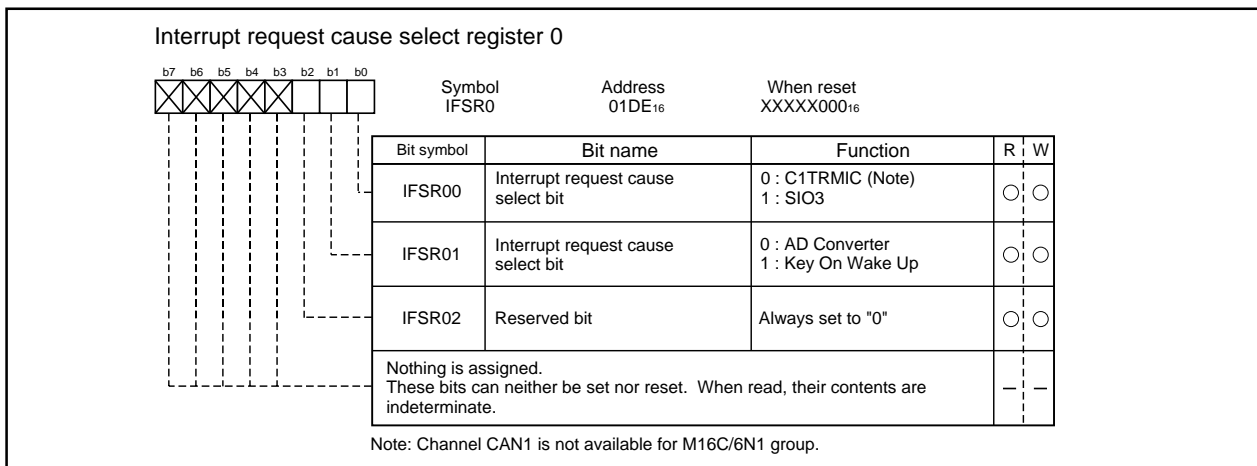 Interrupt request cause select register 0
b7 b6 b5 b4 b3 b2 b1 b0
Symbol Address When reset
IFSR0 01DE16 XXXXX00016
Bit symbol Bit name Function R W
IFSR00 Interrupt request cause select bit 0 : C1TRMIC (Note)
1 : SIO3
IFSR01 Interrupt request cause select bit 0 : AD Converter
1 : Key On Wake Up
IFSR02 Reserved bit Always set to "0"
Nothing is assigned.
These bits can neither be set nor reset. When read, their contents are
indeterminate.
Note: Channel CAN1 is not available for M16C/6N1 group.